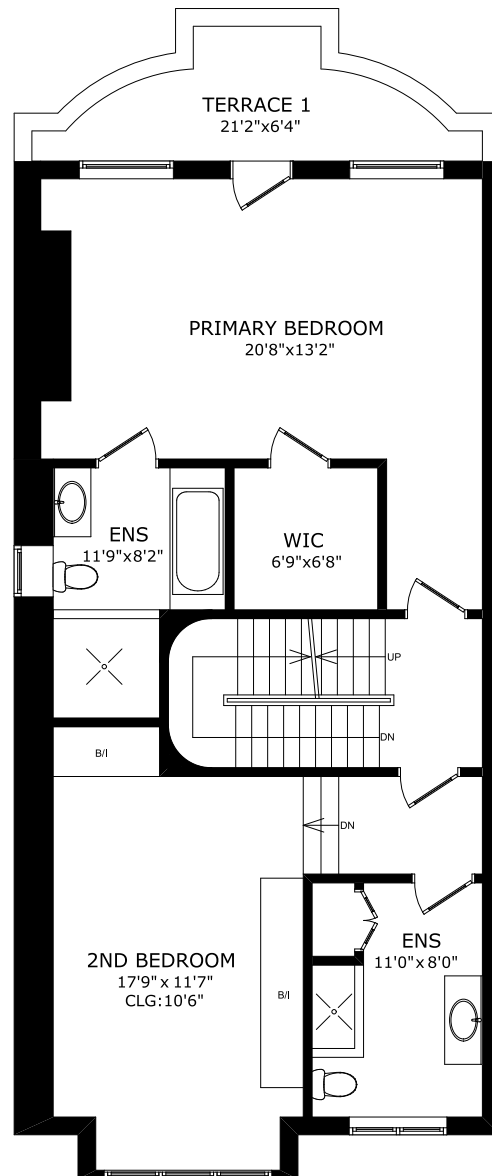 TERRACE 1
21'2"x6'4"
PRIMARY BEDROOM
20'8"x13'2"
ENS
11'9"x8'2"
WIC
6'9"x6'8"
UP
DN
B/I
DN
2ND BEDROOM
17'9" x 11'7"
CLG:10'6"
B/I
ENS
11'0"x 8'0"